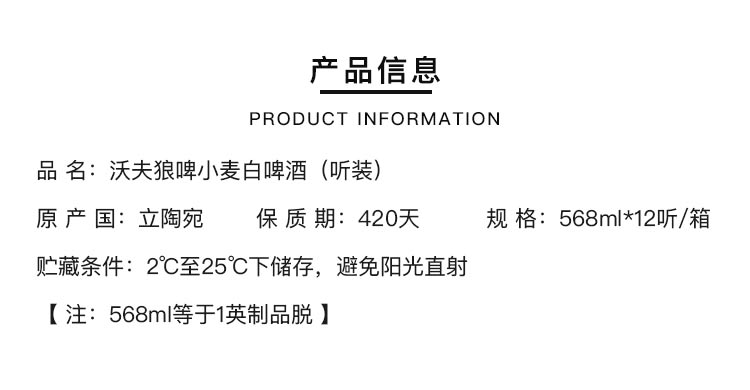 产品信息
PRODUCT INFORMATION
品 名：沃夫狼啤小麦白啤酒（听装）
原 产 国：立陶宛 保 质 期：420天 规 格：568ml*12听/箱
贮藏条件：2℃至25℃下储存，避免阳光直射
【 注：568ml等于1英制品脱 】